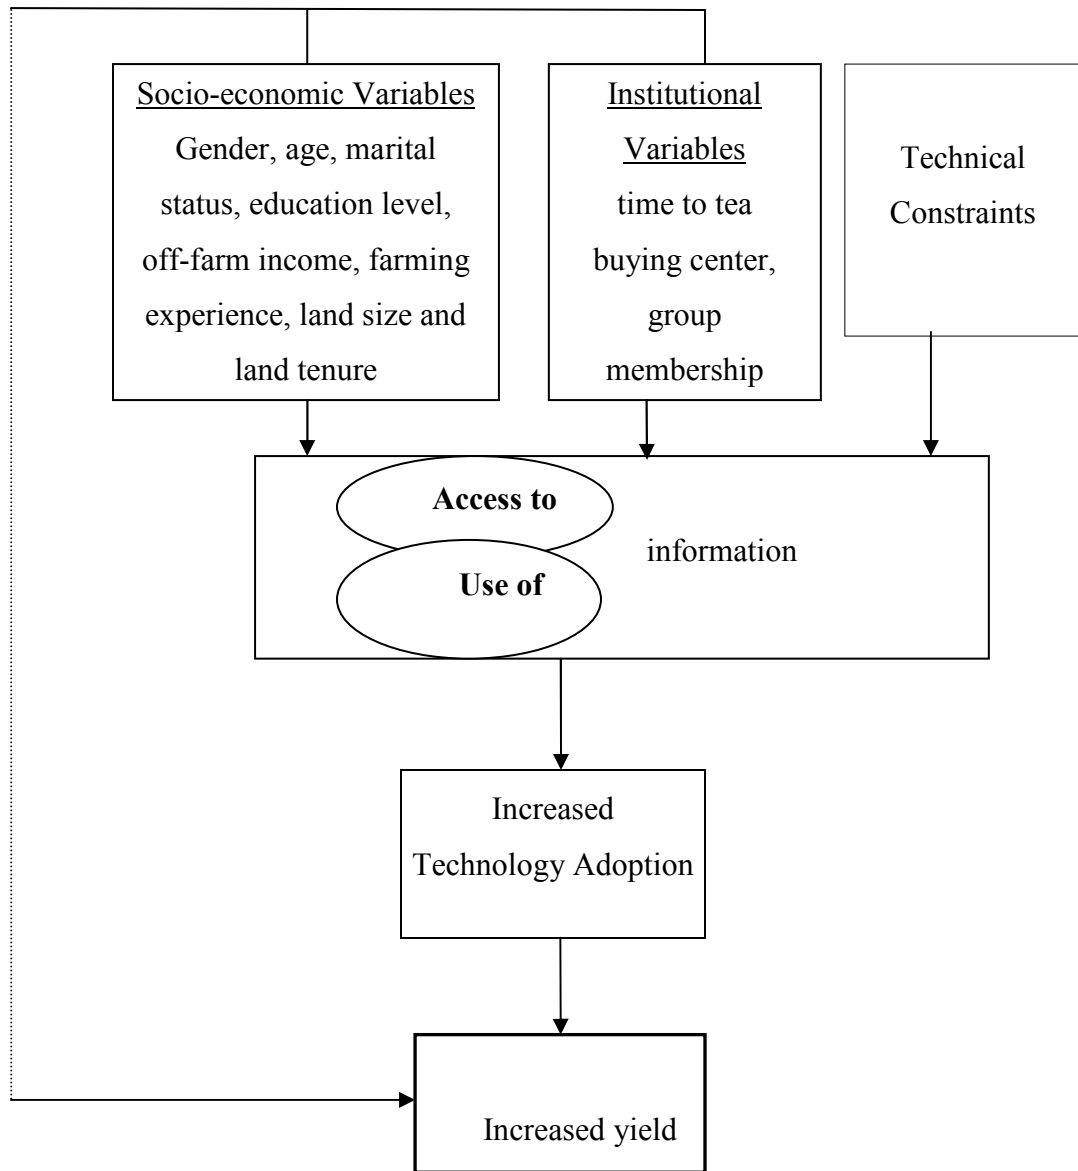 Socio-economic Variables
Gender, age, marital
status, education level,
off-farm income, farming
experience, land size and
land tenure
Institutional
Variables
time to tea
buying center,
group
membership
Technical
Constraints
Access to
information
Use of
Increased
Technology Adoption
Increased yield